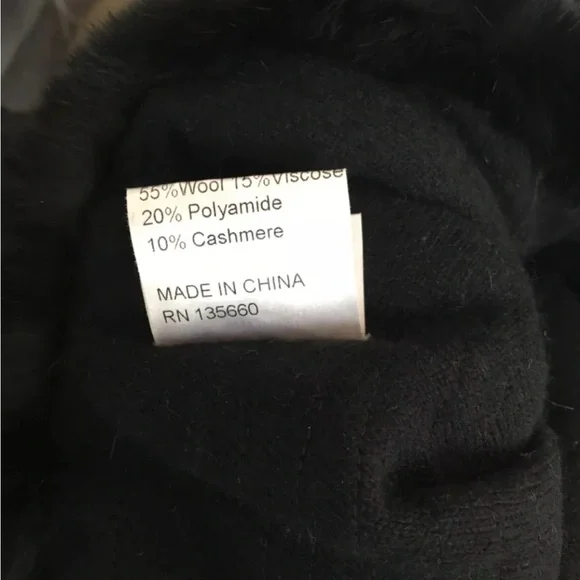 55%Wool 15%Viscose
20% Polyamide
10% Cashmere
MADE IN CHINA
RN 135660